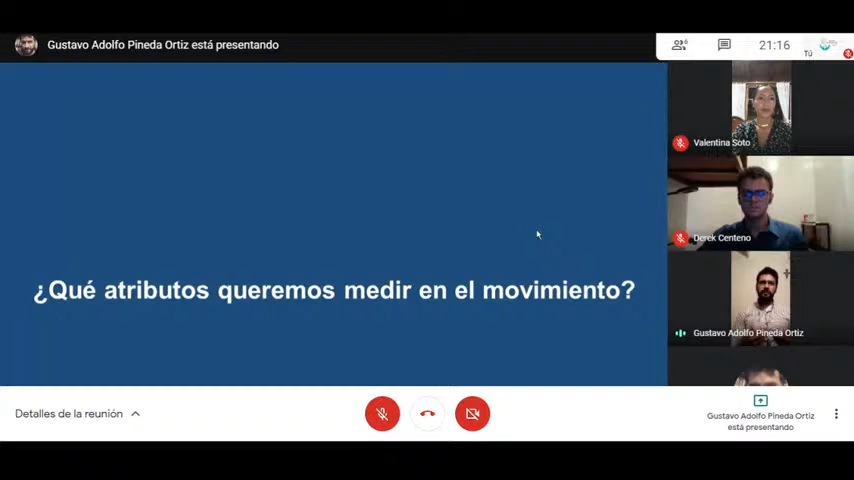 Gustavo Adolfo Pineda Ortiz está presentando
6
21:16
Tú
Valentina Soto
Derek Centeno
¿Qué atributos queremos medir en el movimiento?
Gustavo Adolfo Pineda Ortiz
Detalles de la reunión
Gustavo Adolfo Pineda Ortiz
está presentando